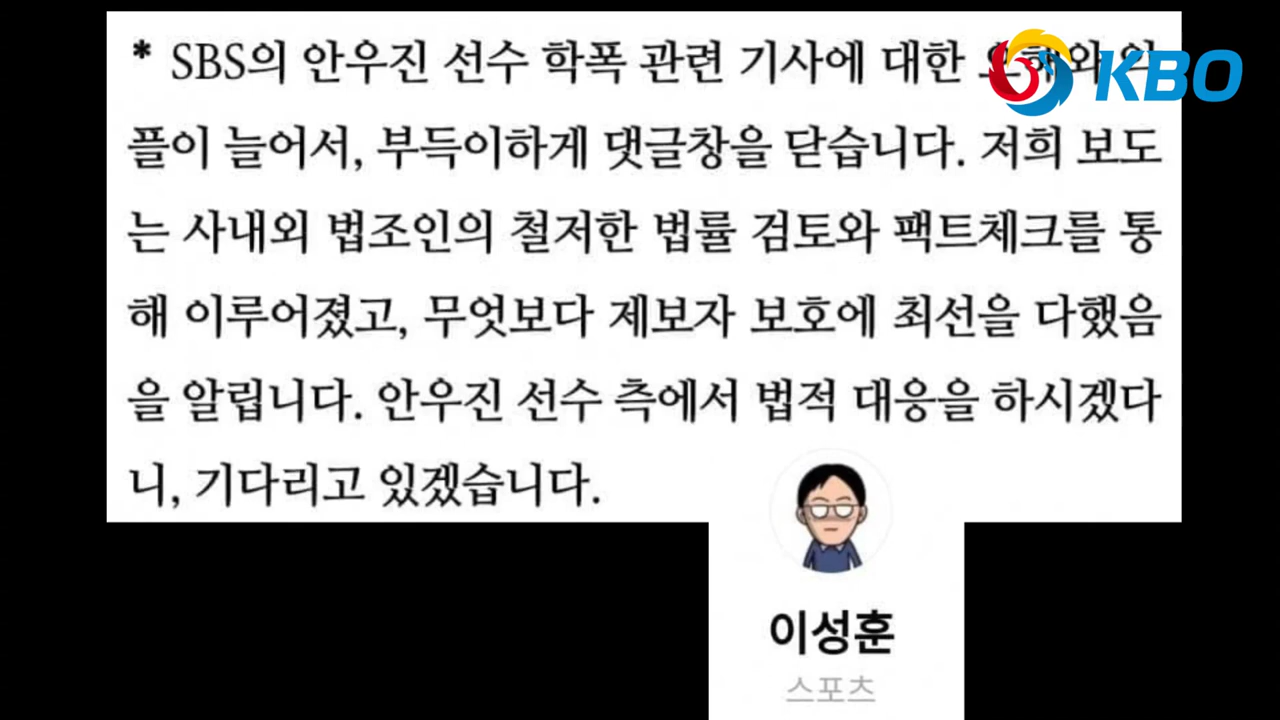 * SBS의 안우진 선수 학폭 관련 기사에 대한
KBO
플이 늘어서, 부득이하게 댓글창을 닫습니다. 저희 보도
는 사내외 법조인의 철저한 법률 검토와 팩트체크를 통
해 이루어졌고, 무엇보다 제보자 보호에 최선을 다했음
을 알립니다. 안우진 선수 측에서 법적 대응을 하시겠다
니, 기다리고 있겠습니다.
이성훈
스포츠